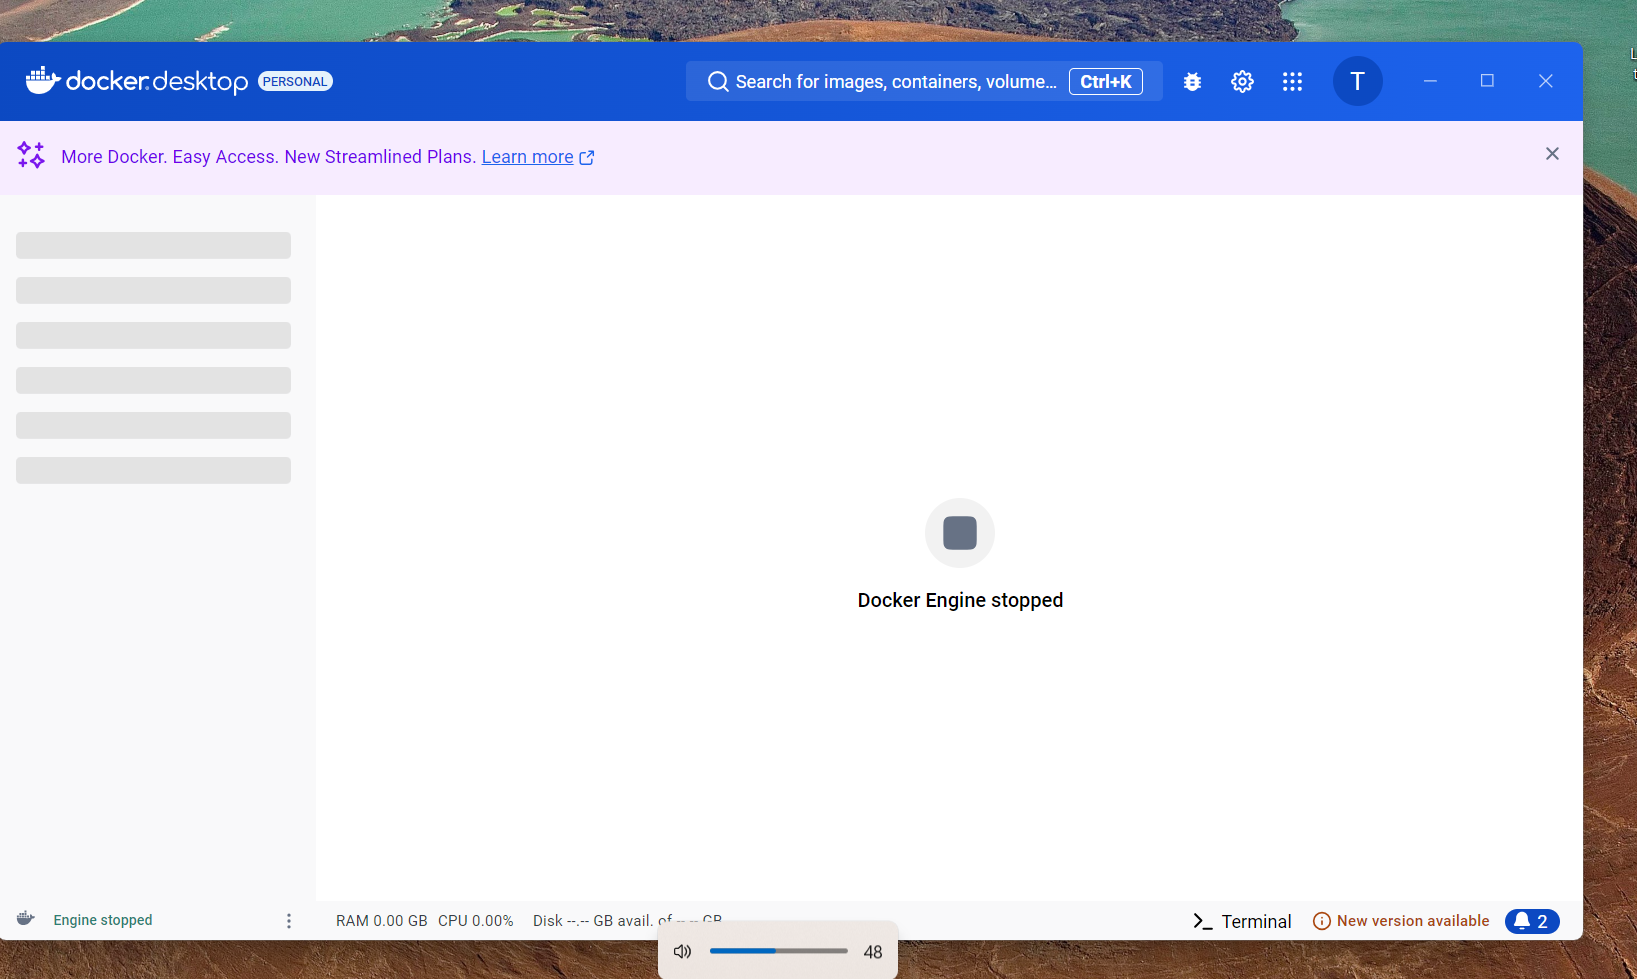 docker.desktop PERSONAL
Search for images, containers, volume... Ctrl+K
T
More Docker. Easy Access. New Streamlined Plans. Learn more
Docker Engine stopped
Engine stopped
RAM 0.00 GB CPU 0.00% Disk --.-- GB avail. of --.-- GB
Terminal
New version available
2
48